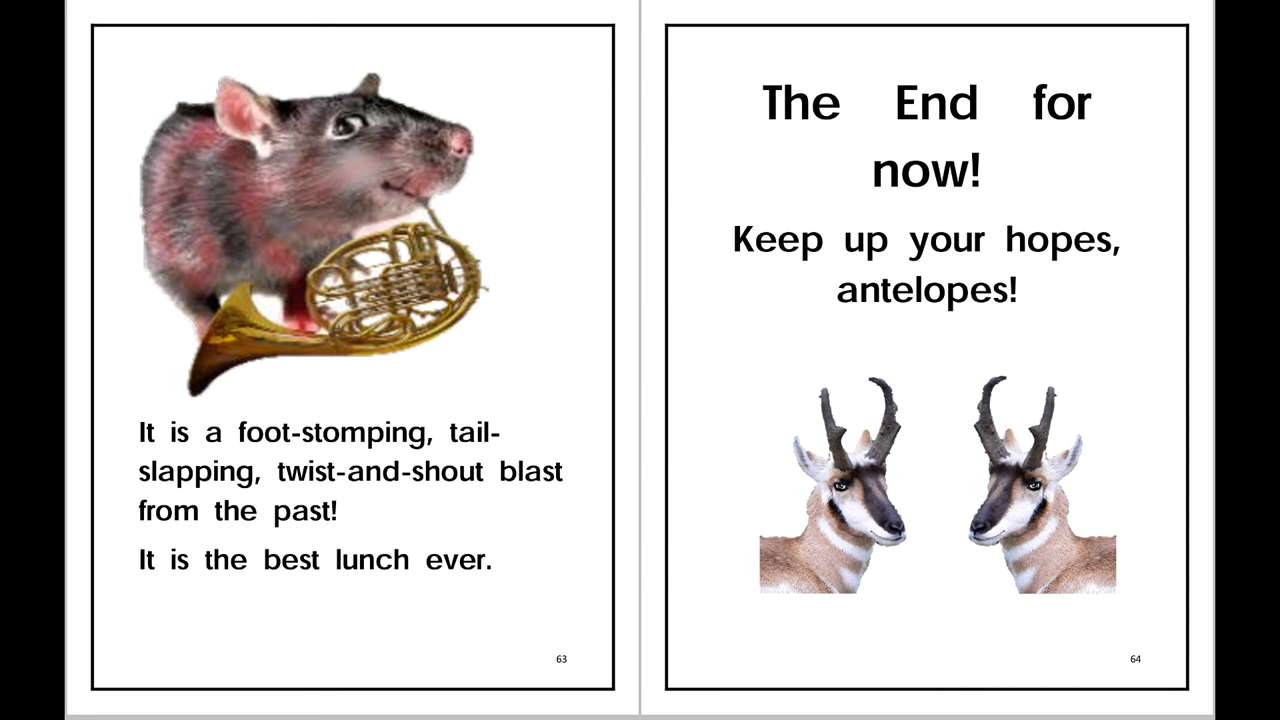 It is a foot-stomping, tail-
slapping, twist-and-shout blast
from the past!
It is the best lunch ever.
63
The End for
now!
Keep up your hopes,
antelopes!
64